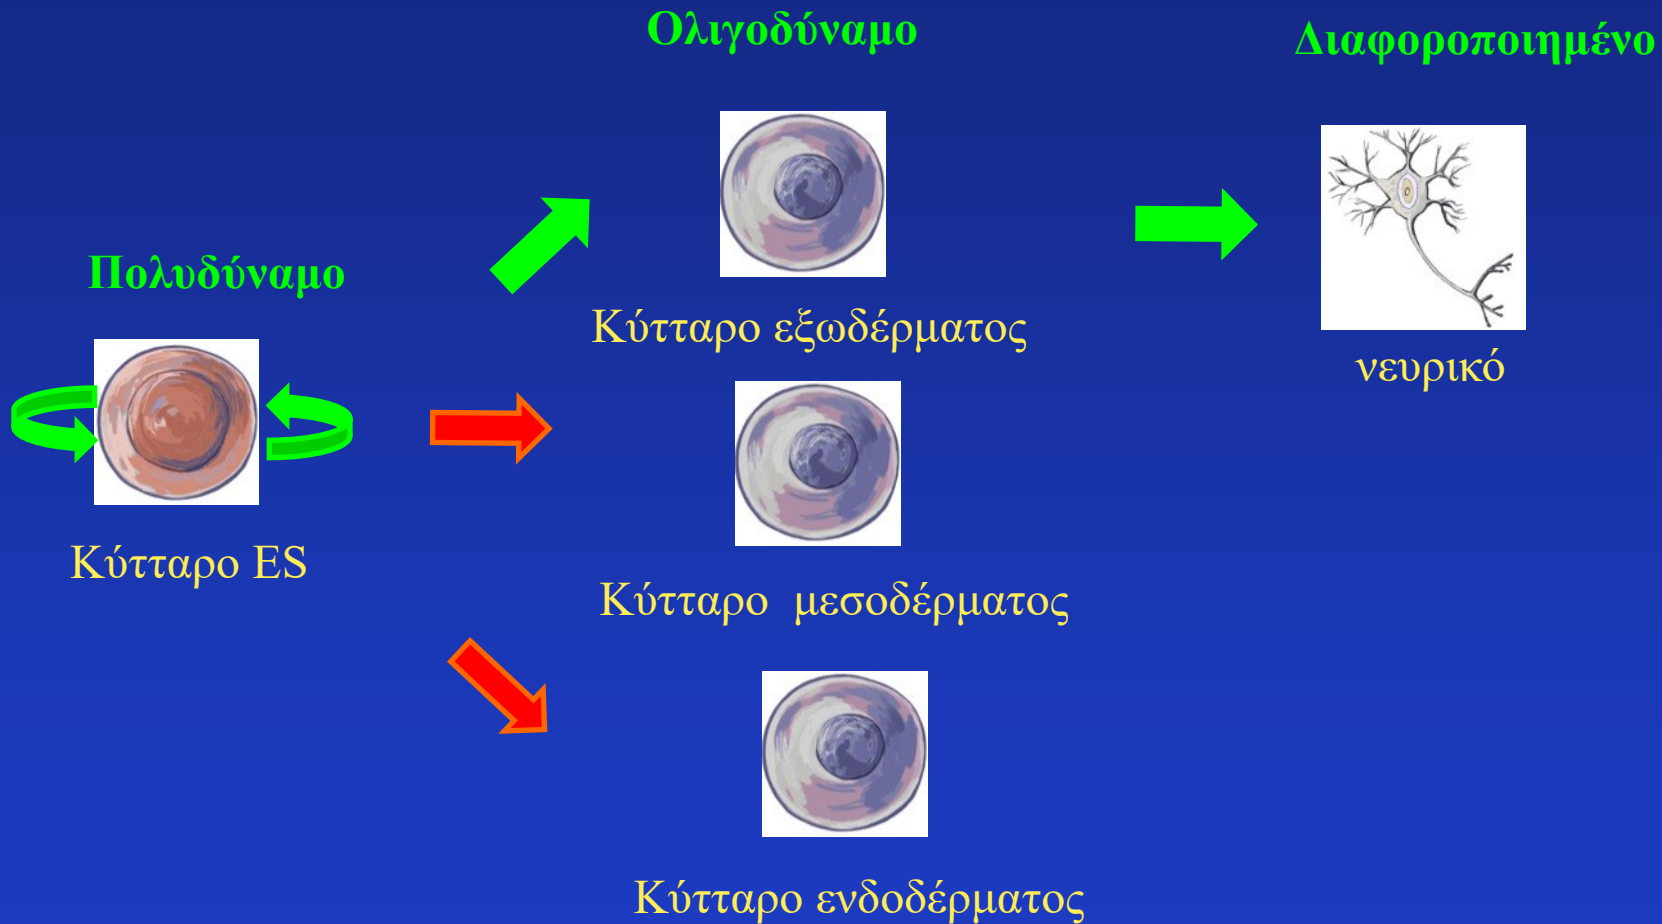 Ολιγοδύναμο
Διαφοροποιημένο
Πολυδύναμο
Κύτταρο εξωδέρματος
νευρικό
Κύτταρο ES
Κύτταρο μεσοδέρματος
Κύτταρο ενδοδέρματος